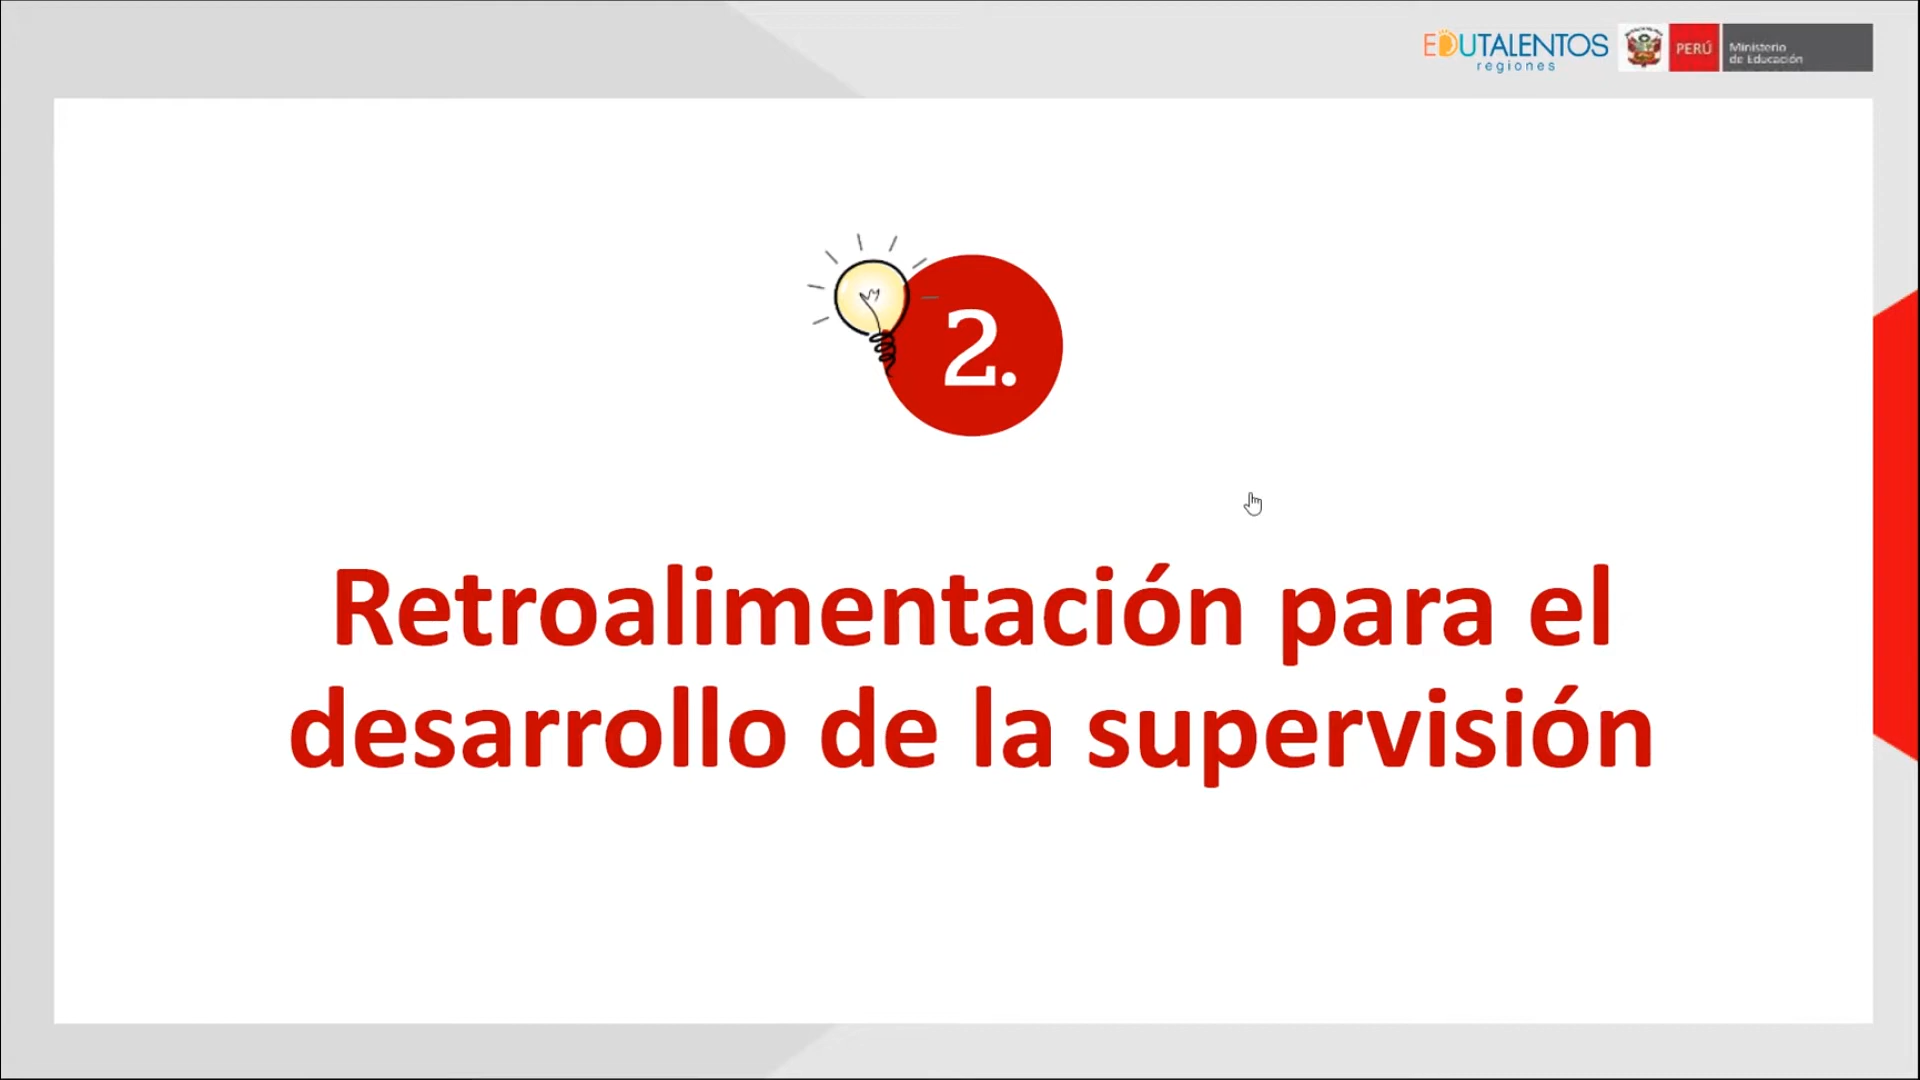 EDUTALENTOS
regiones
PERÚ
Ministerio
de Educación
2.
Retroalimentación para el
desarrollo de la supervisión